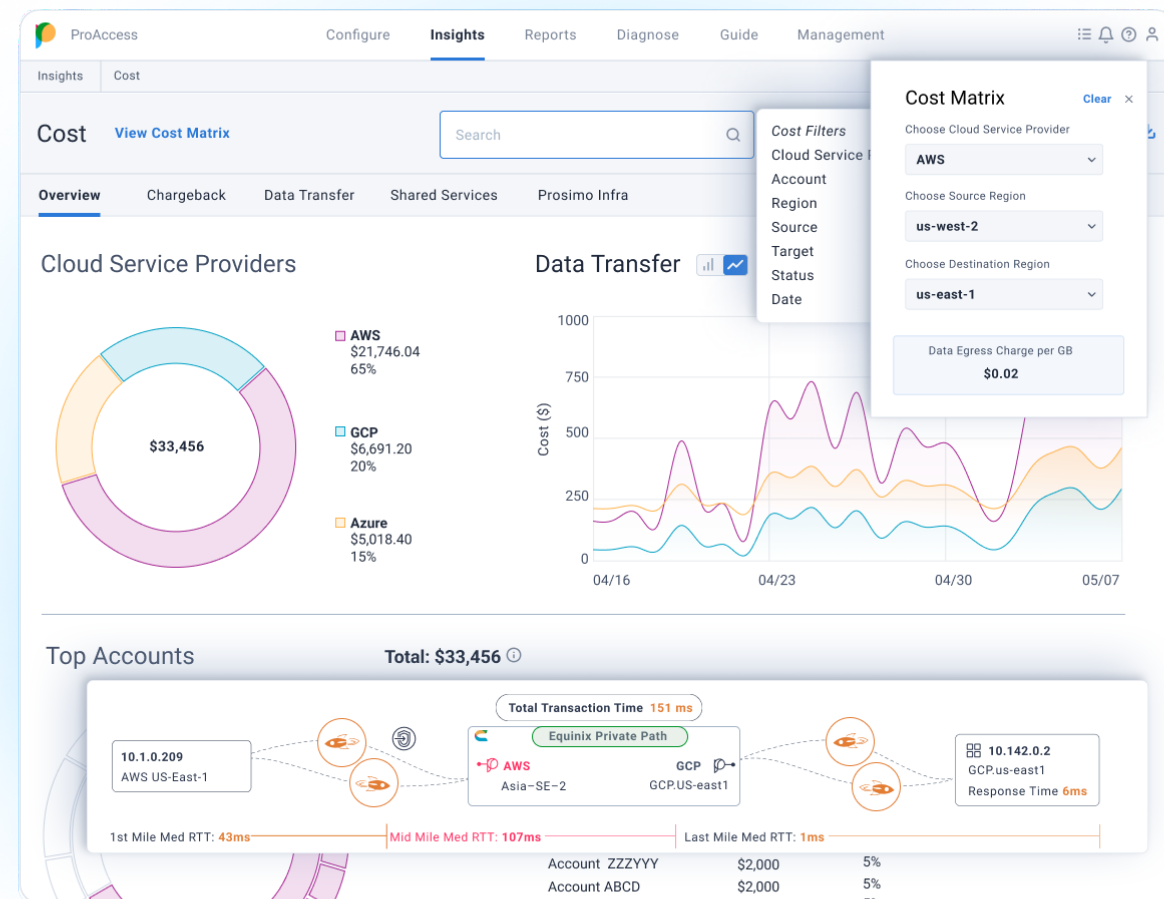 ProAccess
Configure
Insights
Reports
Diagnose
Guide
Management
Insights
Cost
Cost
View Cost Matrix
Search
Cost Filters
Cloud Service
Account
Region
Source
Target
Status
Date
Cost Matrix
Clear
Choose Cloud Service Provider
AWS
Choose Source Region
us-west-2
Choose Destination Region
us-east-1
Data Egress Charge per GB
$0.02
Overview
Chargeback
Data Transfer
Shared Services
Prosimo Infra
Cloud Service Providers
$33,456
AWS
$21,746.04
65%
GCP
$6,691.20
20%
Azure
$5,018.40
15%
Data Transfer
Cost ($)
1000
750
500
250
0
04/16
04/23
04/30
05/07
Top Accounts
Total: $33,456
Total Transaction Time 151 ms
10.1.0.209
AWS US-East-1
Equinix Private Path
AWS
Asia-SE-2
GCP
GCP.US-east1
10.142.0.2
GCP.us-east1
Response Time 6ms
1st Mile Med RTT: 43ms
Mid Mile Med RTT: 107ms
Last Mile Med RTT: 1ms
Account ZZZYYY $2,000 5%
Account ABCD $2,000 5%